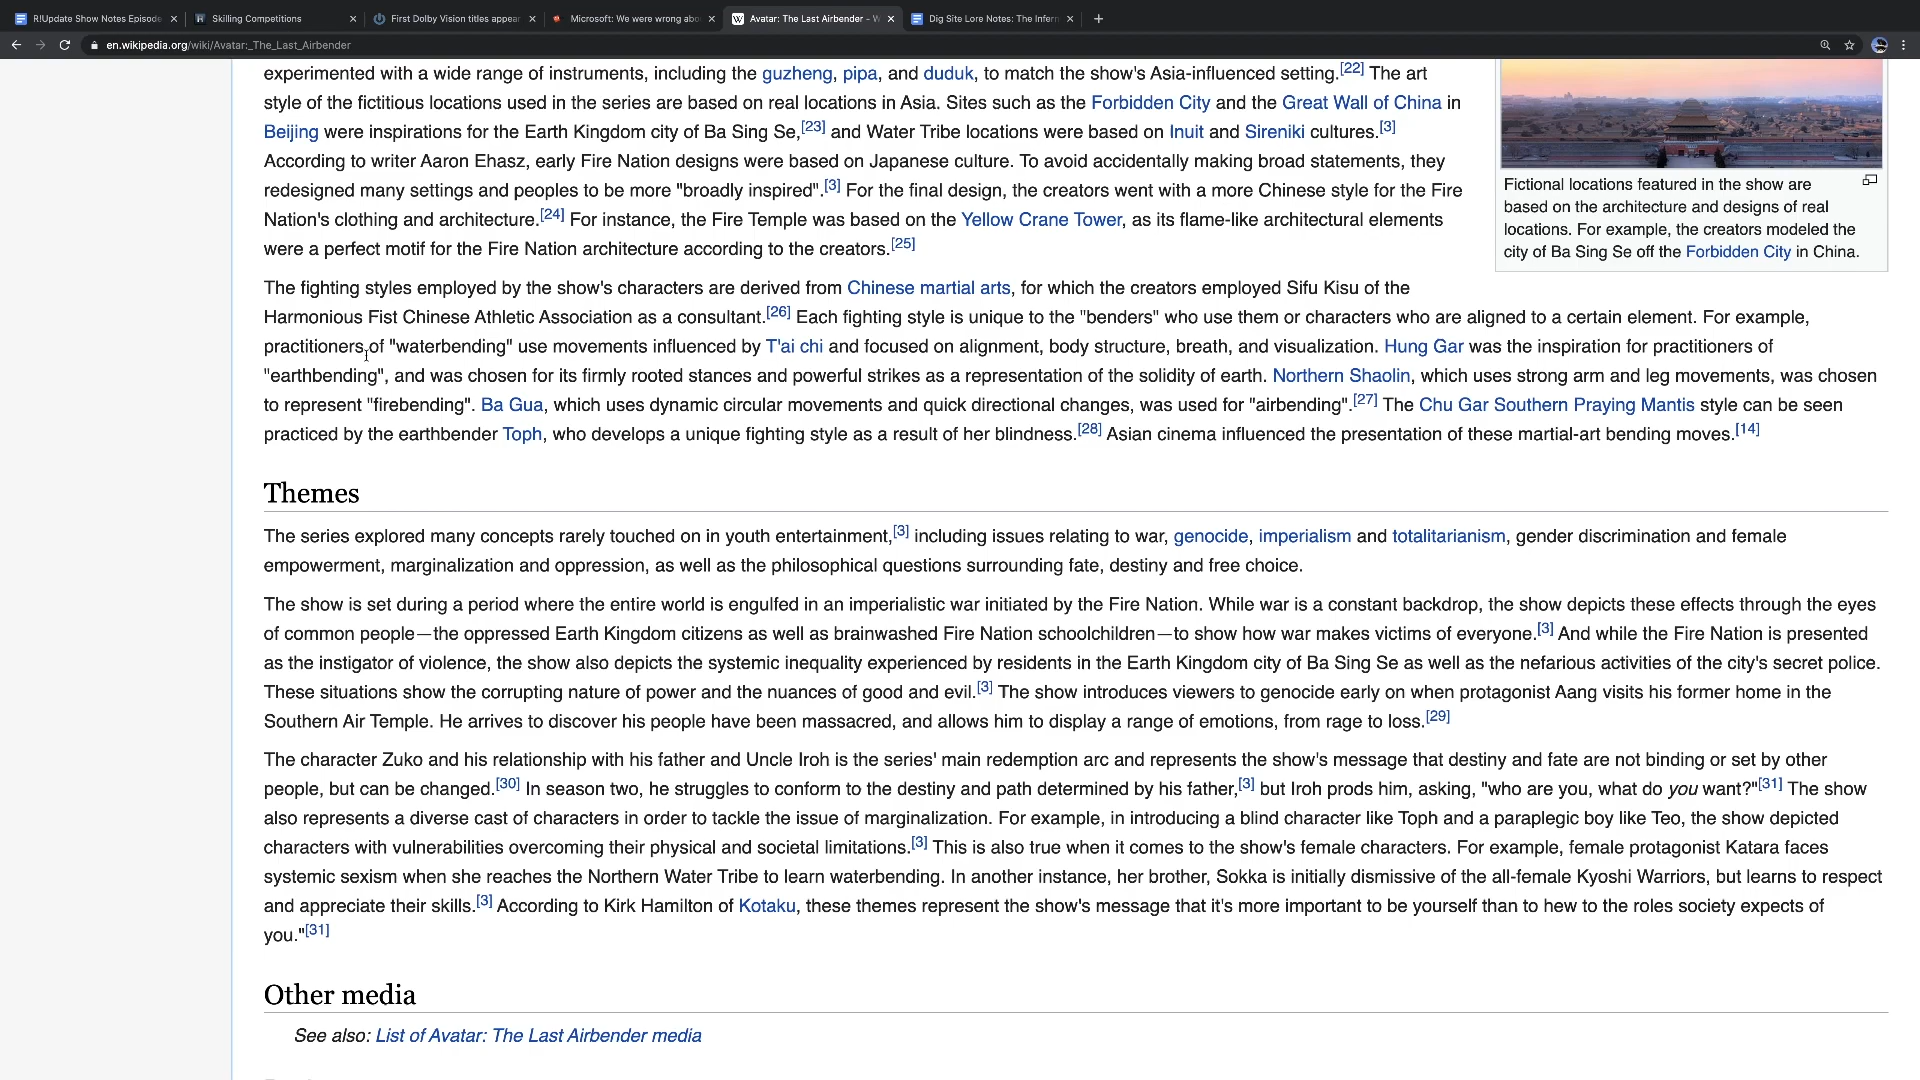 R!Update Show Notes Episode
Skilling Competitions
First Dolby Vision titles appear
Microsoft: We were wrong abo
Avatar: The Last Airbender - W
Dig Site Lore Notes: The Infern
en.wikipedia.org/wiki/Avatar:_The_Last_Airbender
experimented with a wide range of instruments, including the guzheng, pipa, and duduk, to match the show's Asia-influenced setting.[22] The art
style of the fictitious locations used in the series are based on real locations in Asia. Sites such as the Forbidden City and the Great Wall of China in
Beijing were inspirations for the Earth Kingdom city of Ba Sing Se,[23] and Water Tribe locations were based on Inuit and Sireniki cultures.[3]
According to writer Aaron Ehasz, early Fire Nation designs were based on Japanese culture. To avoid accidentally making broad statements, they
redesigned many settings and peoples to be more "broadly inspired".[3] For the final design, the creators went with a more Chinese style for the Fire
Nation's clothing and architecture.[24] For instance, the Fire Temple was based on the Yellow Crane Tower, as its flame-like architectural elements
were a perfect motif for the Fire Nation architecture according to the creators.[25]
Fictional locations featured in the show are
based on the architecture and designs of real
locations. For example, the creators modeled the
city of Ba Sing Se off the Forbidden City in China.
The fighting styles employed by the show's characters are derived from Chinese martial arts, for which the creators employed Sifu Kisu of the
Harmonious Fist Chinese Athletic Association as a consultant.[26] Each fighting style is unique to the "benders" who use them or characters who are aligned to a certain element. For example,
practitioners of "waterbending" use movements influenced by T'ai chi and focused on alignment, body structure, breath, and visualization. Hung Gar was the inspiration for practitioners of
"earthbending", and was chosen for its firmly rooted stances and powerful strikes as a representation of the solidity of earth. Northern Shaolin, which uses strong arm and leg movements, was chosen
to represent "firebending". Ba Gua, which uses dynamic circular movements and quick directional changes, was used for "airbending".[27] The Chu Gar Southern Praying Mantis style can be seen
practiced by the earthbender Toph, who develops a unique fighting style as a result of her blindness.[28] Asian cinema influenced the presentation of these martial-art bending moves.[14]
Themes
The series explored many concepts rarely touched on in youth entertainment,[3] including issues relating to war, genocide, imperialism and totalitarianism, gender discrimination and female
empowerment, marginalization and oppression, as well as the philosophical questions surrounding fate, destiny and free choice.
The show is set during a period where the entire world is engulfed in an imperialistic war initiated by the Fire Nation. While war is a constant backdrop, the show depicts these effects through the eyes
of common people—the oppressed Earth Kingdom citizens as well as brainwashed Fire Nation schoolchildren—to show how war makes victims of everyone.[3] And while the Fire Nation is presented
as the instigator of violence, the show also depicts the systemic inequality experienced by residents in the Earth Kingdom city of Ba Sing Se as well as the nefarious activities of the city's secret police.
These situations show the corrupting nature of power and the nuances of good and evil.[3] The show introduces viewers to genocide early on when protagonist Aang visits his former home in the
Southern Air Temple. He arrives to discover his people have been massacred, and allows him to display a range of emotions, from rage to loss.[29]
The character Zuko and his relationship with his father and Uncle Iroh is the series' main redemption arc and represents the show's message that destiny and fate are not binding or set by other
people, but can be changed.[30] In season two, he struggles to conform to the destiny and path determined by his father,[3] but Iroh prods him, asking, "who are you, what do you want?"[31] The show
also represents a diverse cast of characters in order to tackle the issue of marginalization. For example, in introducing a blind character like Toph and a paraplegic boy like Teo, the show depicted
characters with vulnerabilities overcoming their physical and societal limitations.[3] This is also true when it comes to the show's female characters. For example, female protagonist Katara faces
systemic sexism when she reaches the Northern Water Tribe to learn waterbending. In another instance, her brother, Sokka is initially dismissive of the all-female Kyoshi Warriors, but learns to respect
and appreciate their skills.[3] According to Kirk Hamilton of Kotaku, these themes represent the show's message that it's more important to be yourself than to hew to the roles society expects of
you."[31]
Other media
See also: List of Avatar: The Last Airbender media